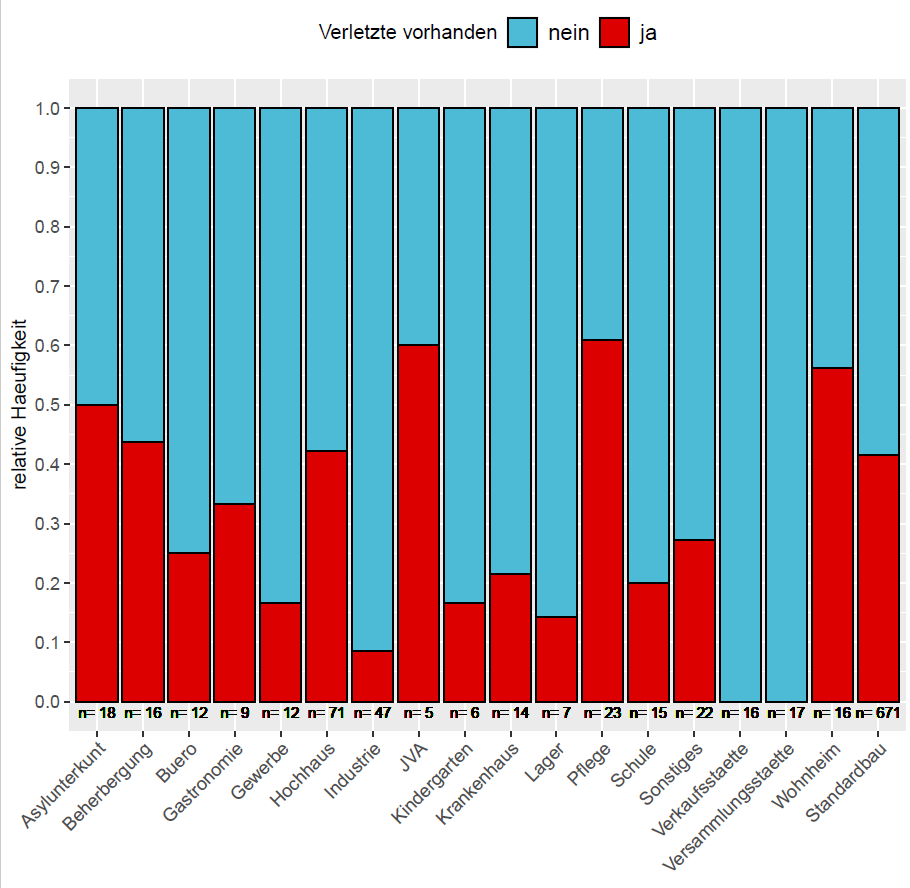 Verletzte vorhanden nein ja
relative Haeufigkeit
1.0
0.9
0.8
0.7
0.6
0.5
0.4
0.3
0.2
0.1
0.0
n= 18 n= 16 n= 12 n= 9 n= 12 n= 71 n= 47 n= 5 n= 6 n= 14 n= 7 n= 23 n= 15 n= 22 n= 16 n= 17 n= 16 n= 671
Asylunterkunt
Beherbergung
Buero
Gastronomie
Gewerbe
Hochhaus
Industrie
JVA
Kindergarten
Krankenhaus
Lager
Pflege
Schule
Sonstiges
Verkaufsstaette
Versammlungsstaette
Wohnheim
Standardbau